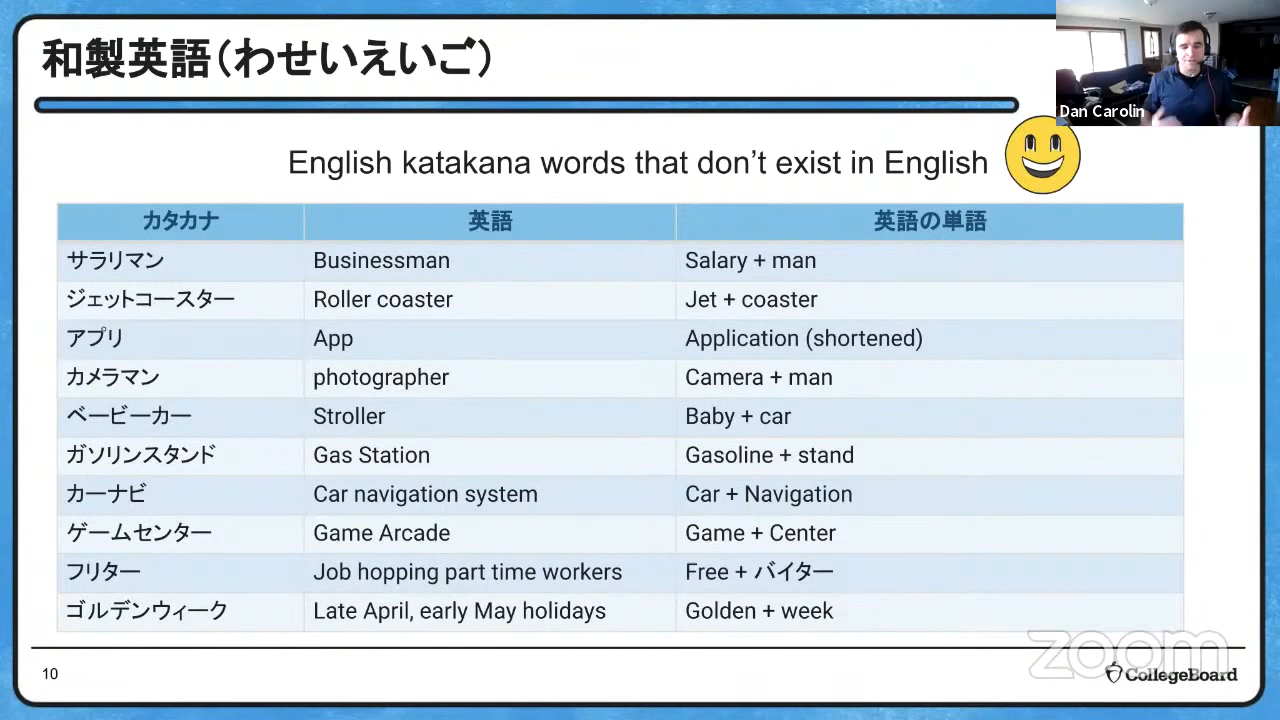 和製英語（わせいえいご）
Dan Carolin
English katakana words that don't exist in English
カタカナ 英語 英語の単語
サラリマン Businessman Salary + man
ジェットコースター Roller coaster Jet + coaster
アプリ App Application (shortened)
カメラマン photographer Camera + man
ベービーカー Stroller Baby + car
ガソリンスタンド Gas Station Gasoline + stand
カーナビ Car navigation system Car + Navigation
ゲームセンター Game Arcade Game + Center
フリター Job hopping part time workers Free + バイター
ゴルデンウィーク Late April, early May holidays Golden + week
zoom
10
CollegeBoard